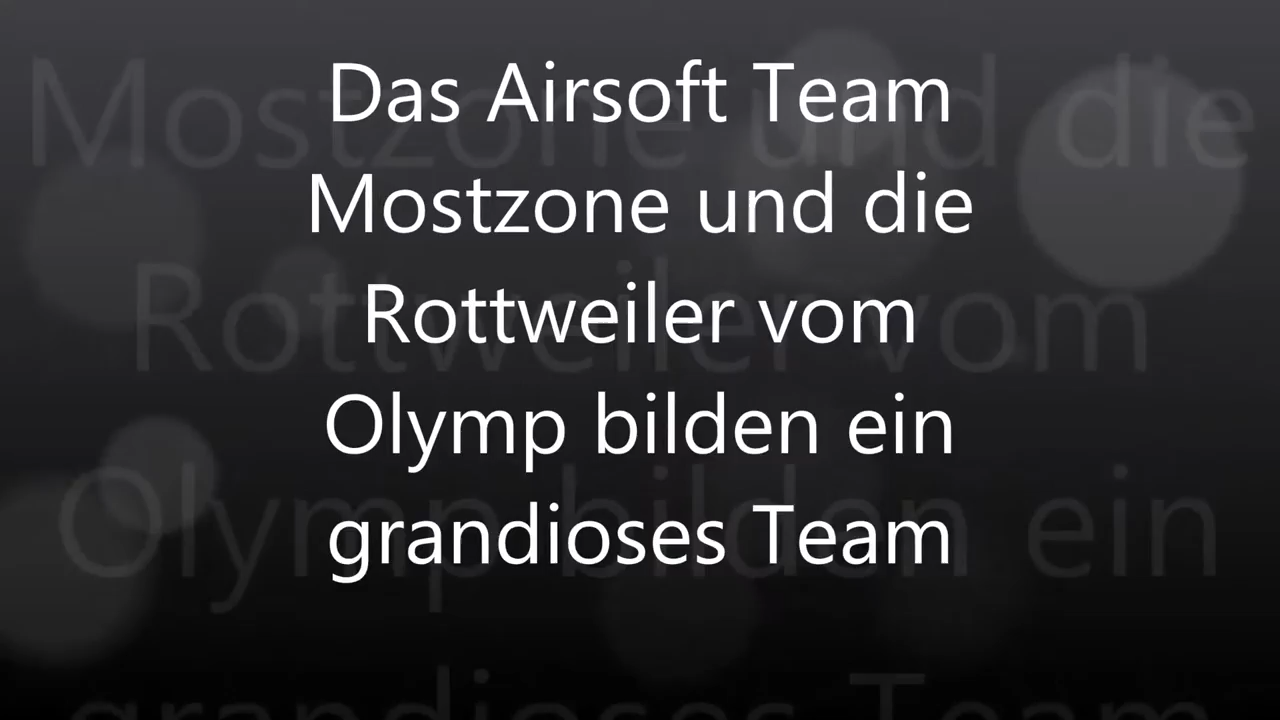 Das Airsoft Team
Mostzone und die
Rottweiler vom
Olymp bilden ein
grandioses Team